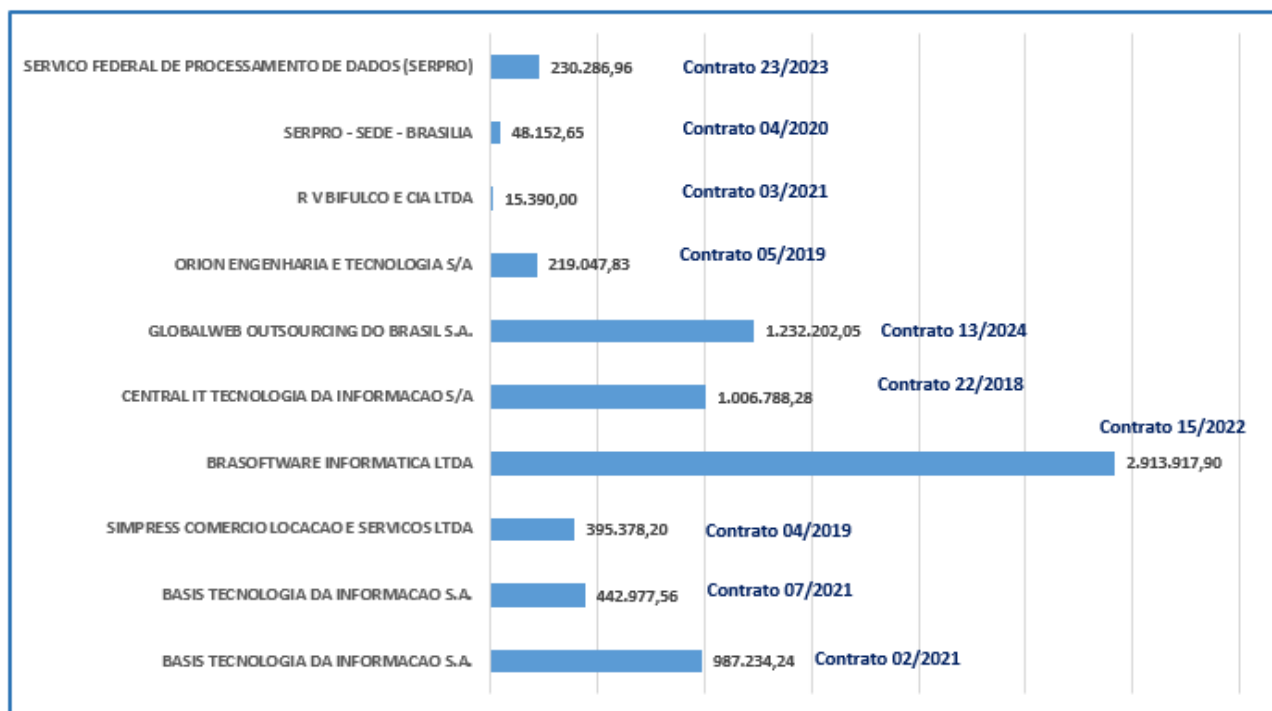 SERVICO FEDERAL DE PROCESSAMENTO DE DADOS (SERPRO) 230.286,96 Contrato 23/2023
SERPRO - SEDE - BRASILIA 48.152,65 Contrato 04/2020
R V BIFULCO E CIA LTDA 15.390,00 Contrato 03/2021
ORION ENGENHARIA E TECNOLOGIA S/A 219.047,83 Contrato 05/2019
GLOBALWEB OUTSOURCING DO BRASIL S.A. 1.232.202,05 Contrato 13/2024
CENTRAL IT TECNOLOGIA DA INFORMACAO S/A 1.006.788,28 Contrato 22/2018
Contrato 15/2022
BRASOFTWARE INFORMATICA LTDA 2.913.917,90
SIMPRESS COMERCIO LOCACAO E SERVICOS LTDA 395.378,20 Contrato 04/2019
BASIS TECNOLOGIA DA INFORMACAO S.A. 442.977,56 Contrato 07/2021
BASIS TECNOLOGIA DA INFORMACAO S.A. 987.234,24 Contrato 02/2021